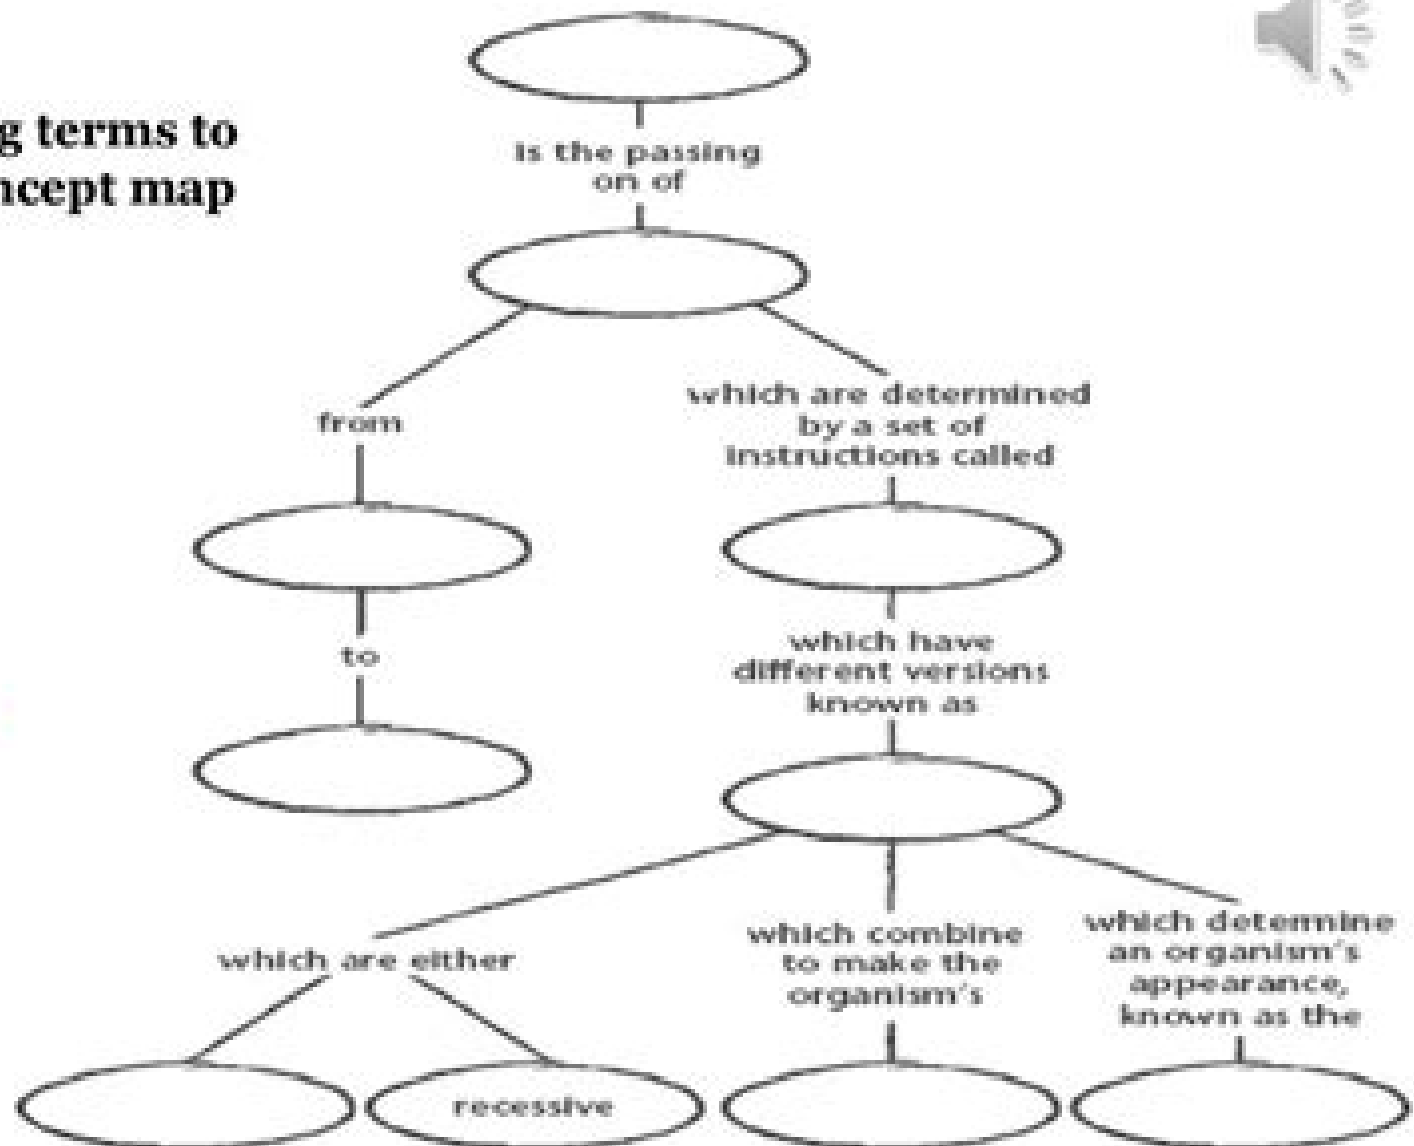 g terms to
ncept map
is the passing
on of
from
which are determined
by a set of
instructions called
to
which have
different versions
known as
which are either
which combine
to make the
organism's
which determine
an organism's
appearance,
known as the
recessive